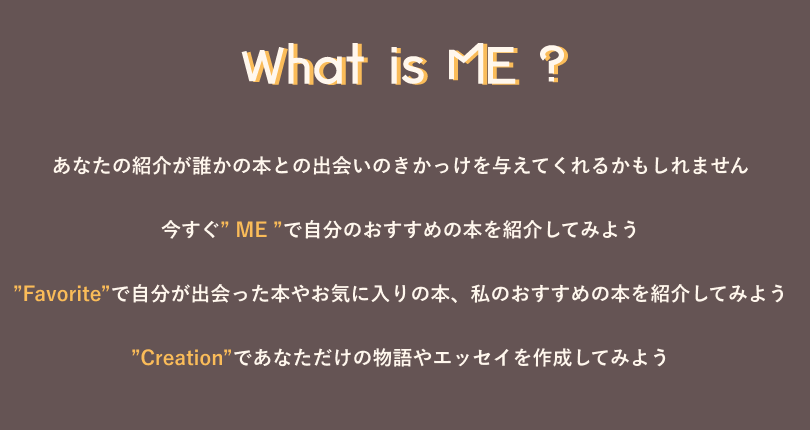 What is ME ?
あなたの紹介が誰かの本との出会いのきかっけを与えてくれるかもしれません
今すぐ” ME ”で自分のおすすめの本を紹介してみよう
”Favorite”で自分が出会った本やお気に入りの本、私のおすすめの本を紹介してみよう
”Creation”であなただけの物語やエッセイを作成してみよう